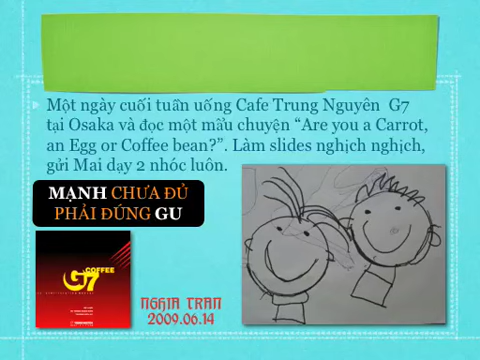 Một ngày cuối tuần uống Cafe Trung Nguyên G7
tại Osaka và đọc một mẩu chuyện “Are you a Carrot,
an Egg or Coffee bean?”. Làm slides nghịch nghịch,
gửi Mai dạy 2 nhóc luôn.
MẠNH CHƯA ĐỦ
PHẢI ĐÚNG GU
G7
COFFEE
NGHIA TRAN
2009.06.14